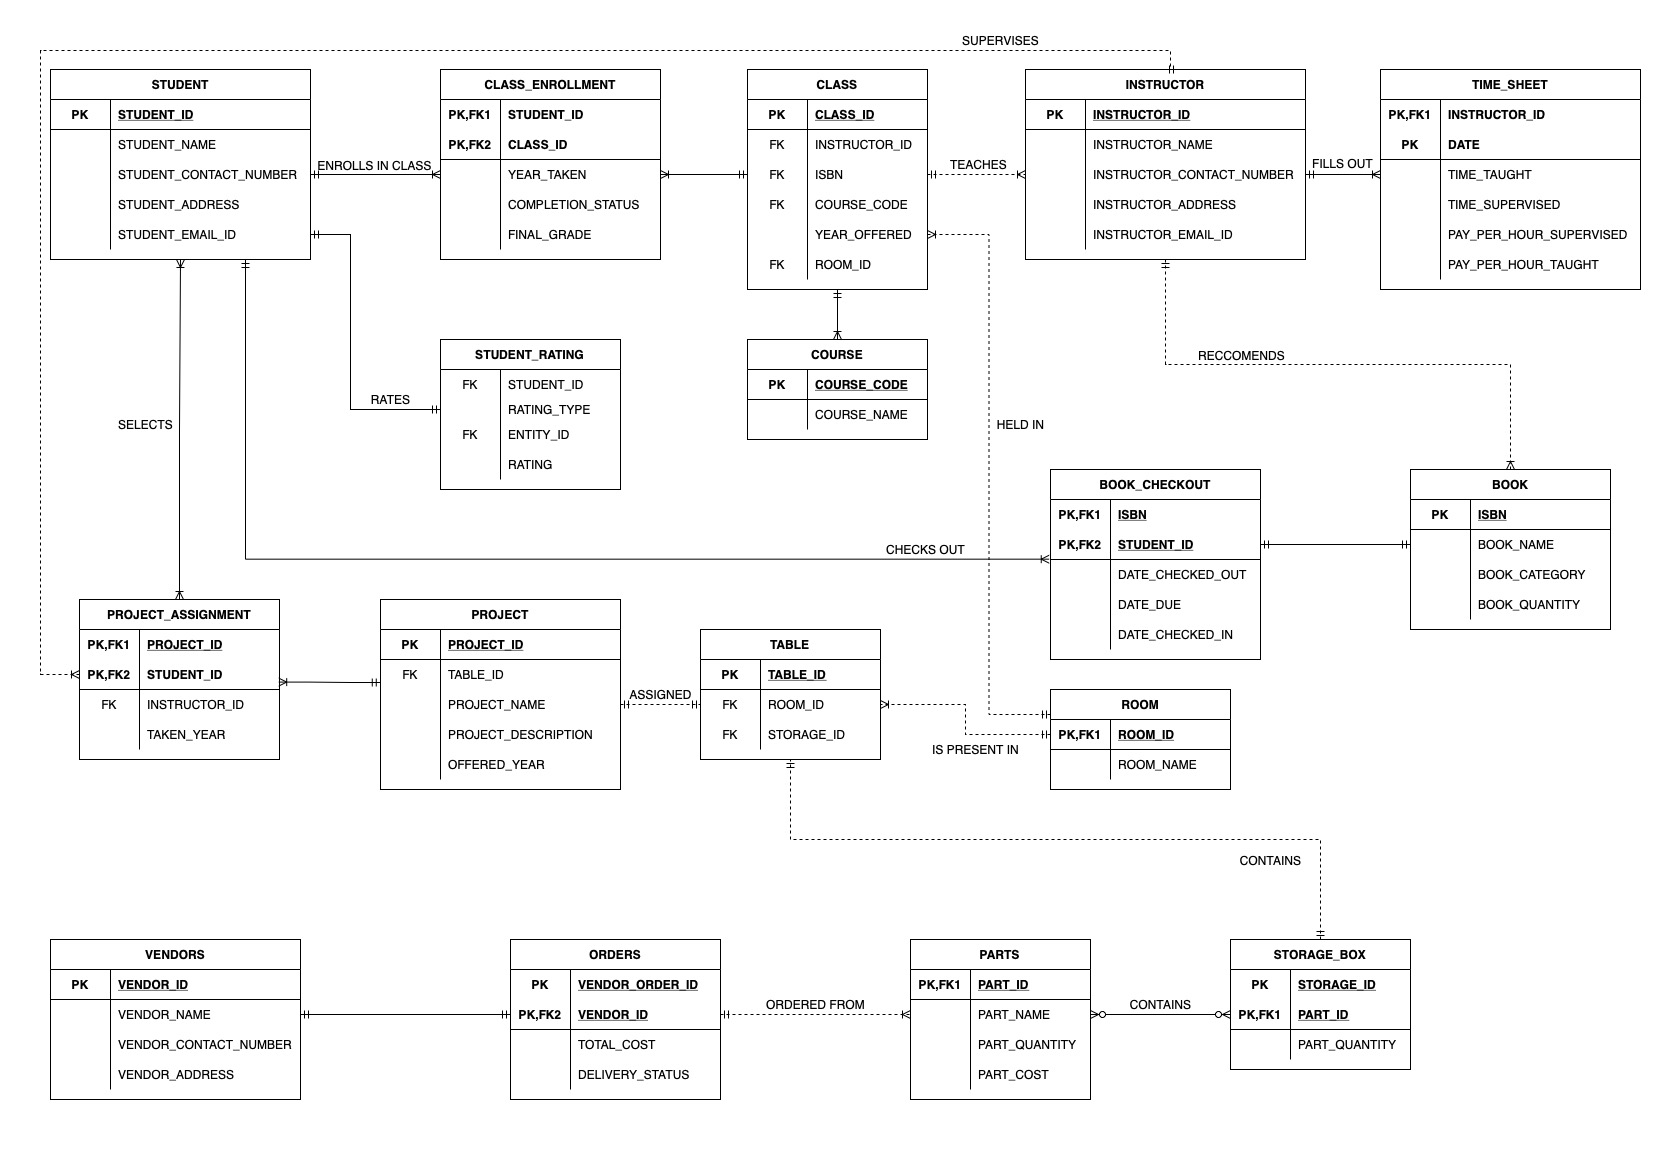 SUPERVISES
STUDENT
PK STUDENT_ID
STUDENT_NAME
STUDENT_CONTACT_NUMBER
STUDENT_ADDRESS
STUDENT_EMAIL_ID
ENROLLS IN CLASS
CLASS_ENROLLMENT
PK,FK1 STUDENT_ID
PK,FK2 CLASS_ID
YEAR_TAKEN
COMPLETION_STATUS
FINAL_GRADE
CLASS
PK CLASS_ID
FK INSTRUCTOR_ID
FK ISBN
FK COURSE_CODE
YEAR_OFFERED
FK ROOM_ID
TEACHES
INSTRUCTOR
PK INSTRUCTOR_ID
INSTRUCTOR_NAME
INSTRUCTOR_CONTACT_NUMBER
INSTRUCTOR_ADDRESS
INSTRUCTOR_EMAIL_ID
FILLS OUT
TIME_SHEET
PK,FK1 INSTRUCTOR_ID
PK DATE
TIME_TAUGHT
TIME_SUPERVISED
PAY_PER_HOUR_SUPERVISED
PAY_PER_HOUR_TAUGHT
SELECTS
RATES
STUDENT_RATING
FK STUDENT_ID
RATING_TYPE
FK ENTITY_ID
RATING
COURSE
PK COURSE_CODE
COURSE_NAME
HELD IN
RECCOMENDS
CHECKS OUT
BOOK_CHECKOUT
PK,FK1 ISBN
PK,FK2 STUDENT_ID
DATE_CHECKED_OUT
DATE_DUE
DATE_CHECKED_IN
BOOK
PK ISBN
BOOK_NAME
BOOK_CATEGORY
BOOK_QUANTITY
PROJECT_ASSIGNMENT
PK,FK1 PROJECT_ID
PK,FK2 STUDENT_ID
FK INSTRUCTOR_ID
TAKEN_YEAR
PROJECT
PK PROJECT_ID
FK TABLE_ID
PROJECT_NAME
PROJECT_DESCRIPTION
OFFERED_YEAR
ASSIGNED
TABLE
PK TABLE_ID
FK ROOM_ID
FK STORAGE_ID
IS PRESENT IN
ROOM
PK,FK1 ROOM_ID
ROOM_NAME
CONTAINS
VENDORS
PK VENDOR_ID
VENDOR_NAME
VENDOR_CONTACT_NUMBER
VENDOR_ADDRESS
ORDERS
PK VENDOR_ORDER_ID
PK,FK2 VENDOR_ID
TOTAL_COST
DELIVERY_STATUS
ORDERED FROM
PARTS
PK,FK1 PART_ID
PART_NAME
PART_QUANTITY
PART_COST
CONTAINS
STORAGE_BOX
PK STORAGE_ID
PK,FK1 PART_ID
PART_QUANTITY